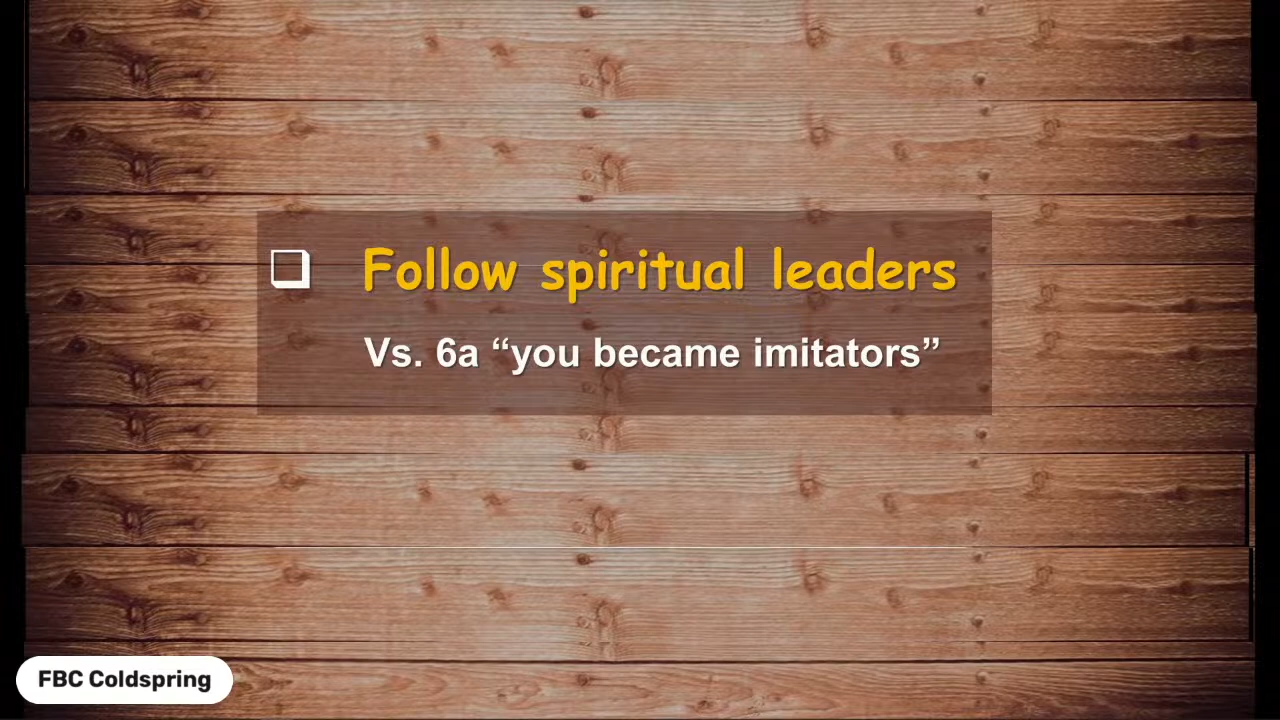 ❑ Follow spiritual leaders
Vs. 6a “you became imitators”
FBC Coldspring